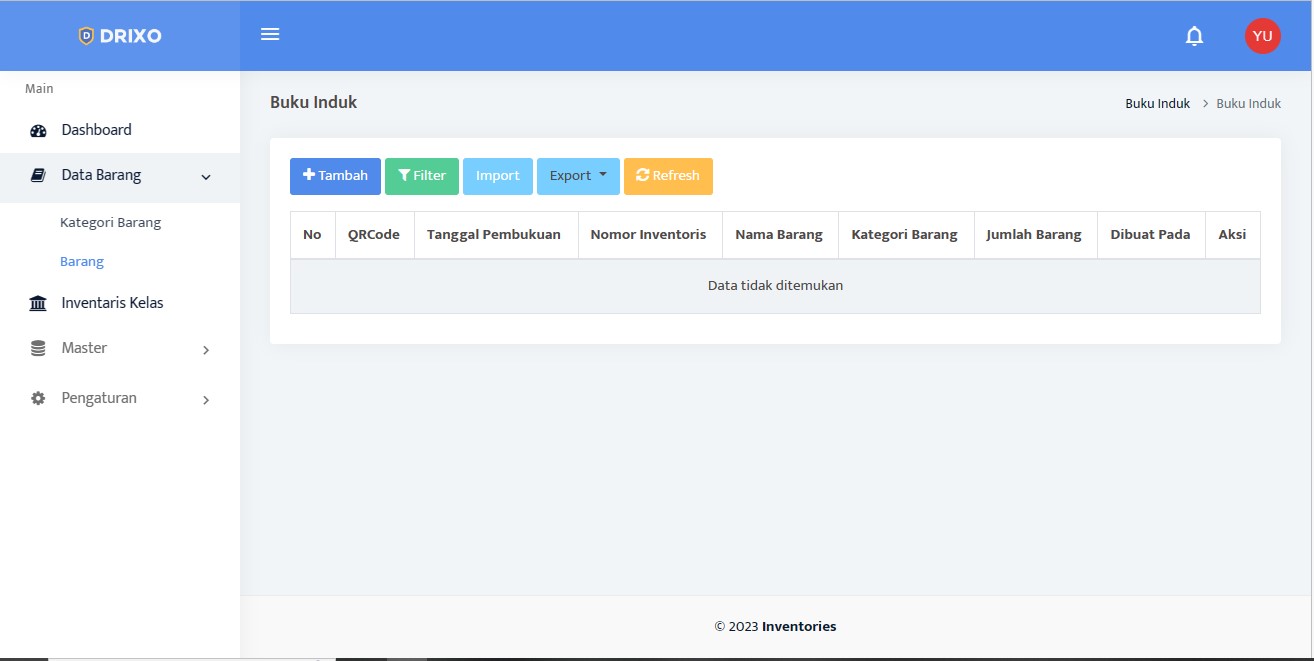 DRIXO
YU
Main
Dashboard
Data Barang
Kategori Barang
Barang
Inventaris Kelas
Master
Pengaturan
Buku Induk
Buku Induk > Buku Induk
Tambah Filter Import Export Refresh
No QRCode Tanggal Pembukuan Nomor Inventoris Nama Barang Kategori Barang Jumlah Barang Dibuat Pada Aksi
Data tidak ditemukan
© 2023 Inventories